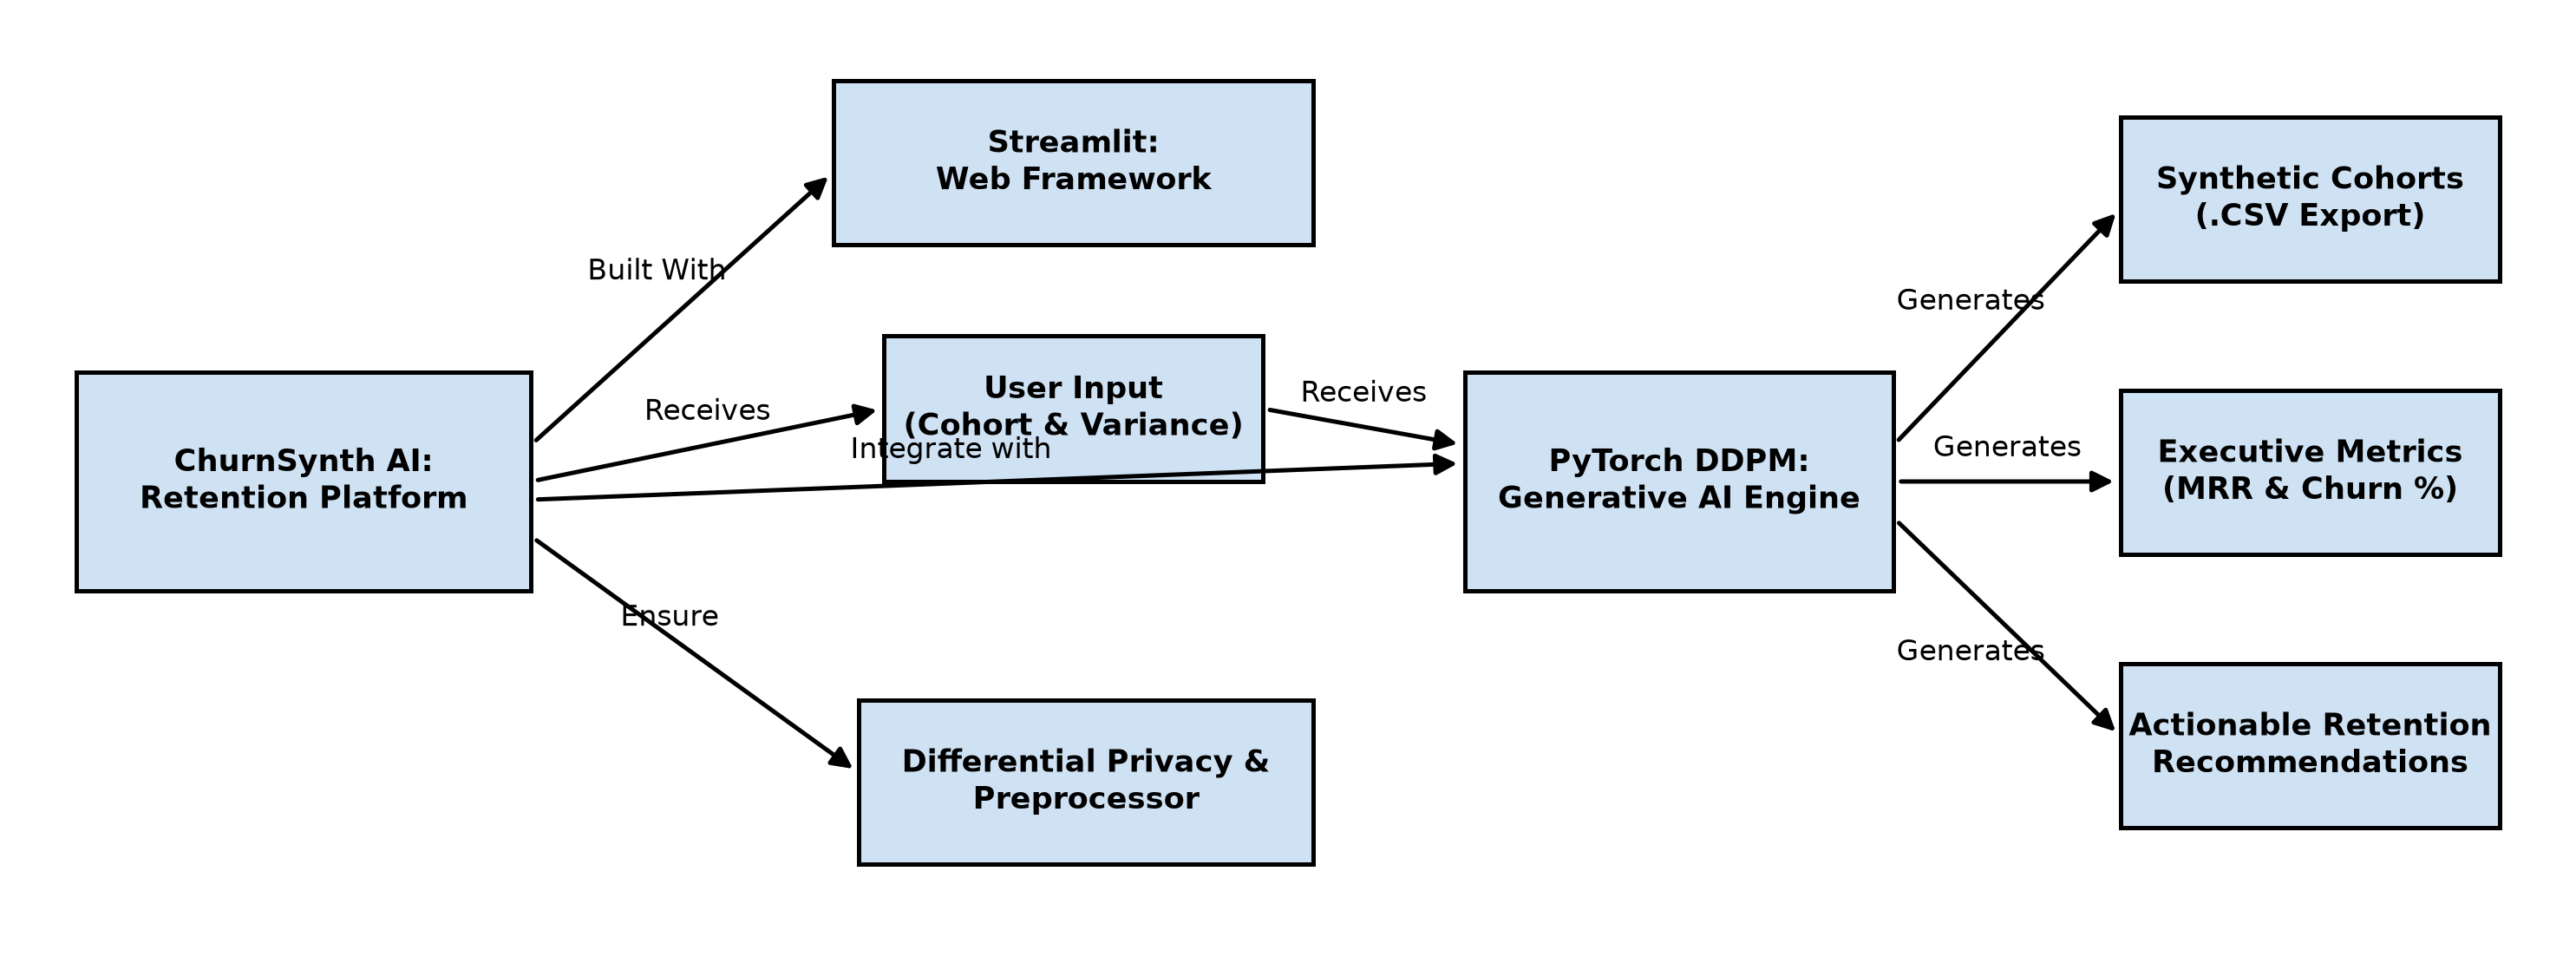 Streamlit:
Web Framework
Synthetic Cohorts
(.CSV Export)
Built With
Generates
User Input
(Cohort & Variance)
Receives
Receives
Integrate with
ChurnSynth AI:
Retention Platform
PyTorch DDPM:
Generative AI Engine
Generates
Executive Metrics
(MRR & Churn %)
Ensure
Generates
Differential Privacy &
Preprocessor
Actionable Retention
Recommendations